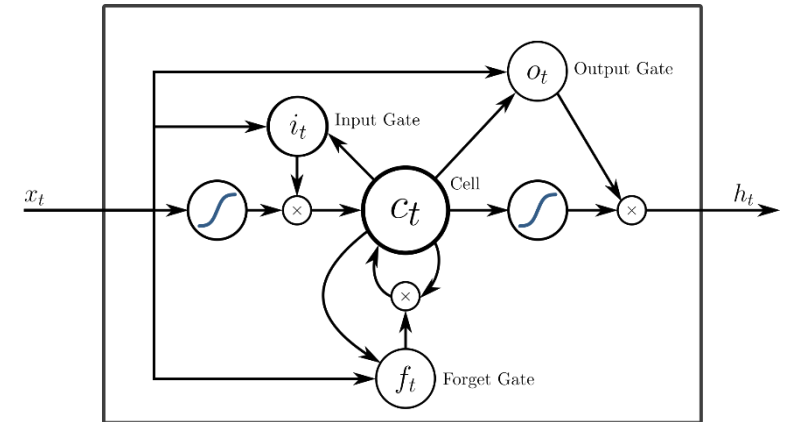 o_t Output Gate
i_t Input Gate
x_t
Cell
h_t
×
c_t
×
×
f_t Forget Gate